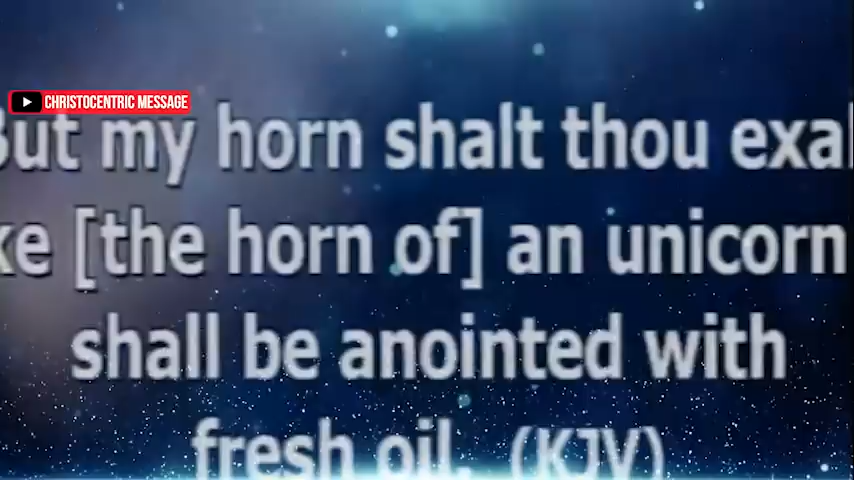 CHRISTOCENTRIC MESSAGE
But my horn shalt thou exal
ke [the horn of] an unicorn
shall be anointed with
fresh oil. (KJV)